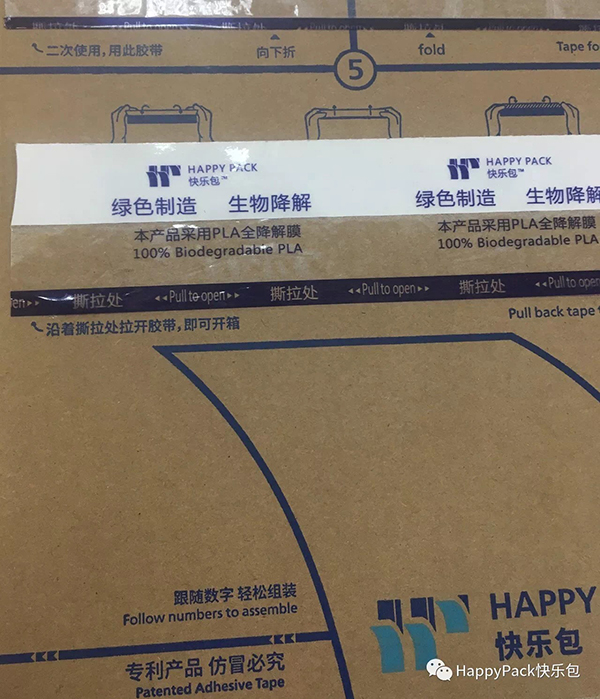 撕拉处 ◂◂Pull to open▸▸ 撕拉处
二次使用,用此胶带
向下折
fold
Tape fo
5
HAPPY PACK
快乐包™
绿色制造 生物降解
本产品采用PLA全降解膜
100% Biodegradable PLA
HAPPY PACK
快乐包™
绿色制造 生物降解
本产品采用PLA全降解膜
100% Biodegradable PLA
en▸▸ 撕拉处 ◂◂Pull to open▸▸ 撕拉处 ◂◂Pull to open▸▸ 撕拉处 ◂◂Pull to open
沿着撕拉处拉开胶带,即可开箱
Pull back tape t
跟随数字 轻松组装
Follow numbers to assemble
专利产品 仿冒必究
Patented Adhesive Tape
HAPPY
快乐包
HappyPack快乐包